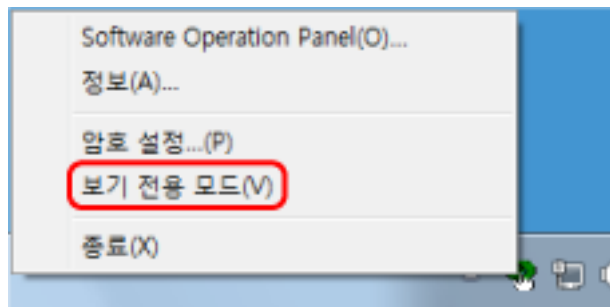 Software Operation Panel(O)...
정보(A)...
암호 설정...(P)
보기 전용 모드(V)
종료(X)